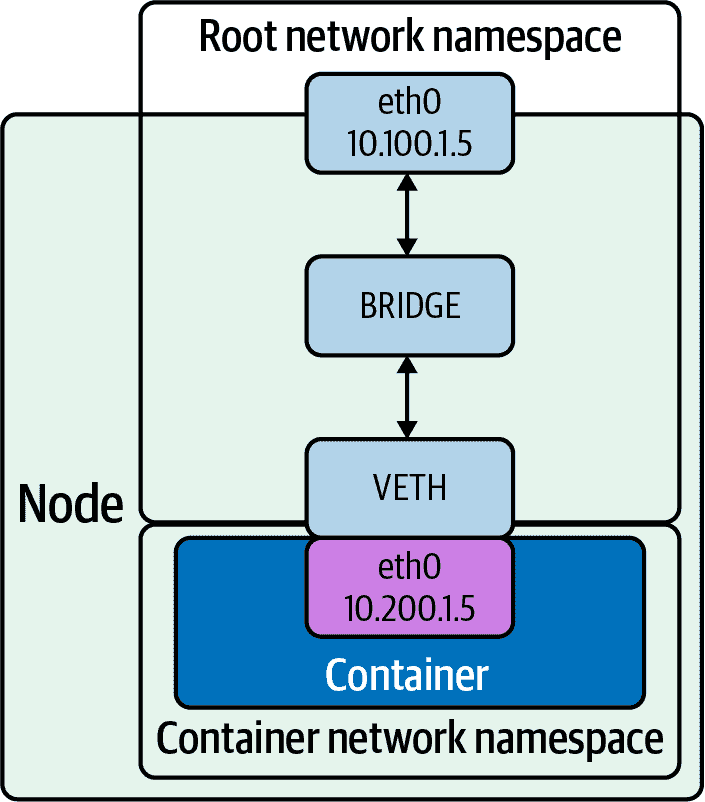 Root network namespace
eth0
10.100.1.5
BRIDGE
VETH
Node
eth0
10.200.1.5
Container
Container network namespace